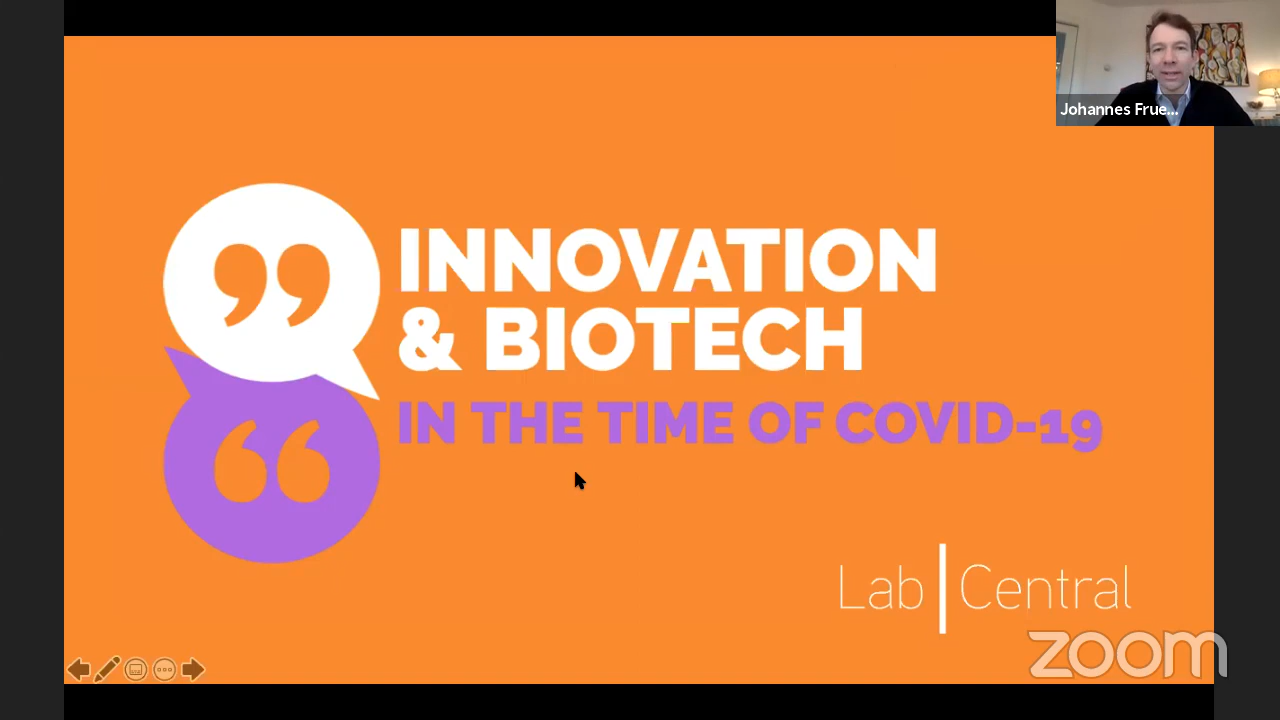 Johannes Frue...
INNOVATION
& BIOTECH
IN THE TIME OF COVID-19
Lab Central
zoom